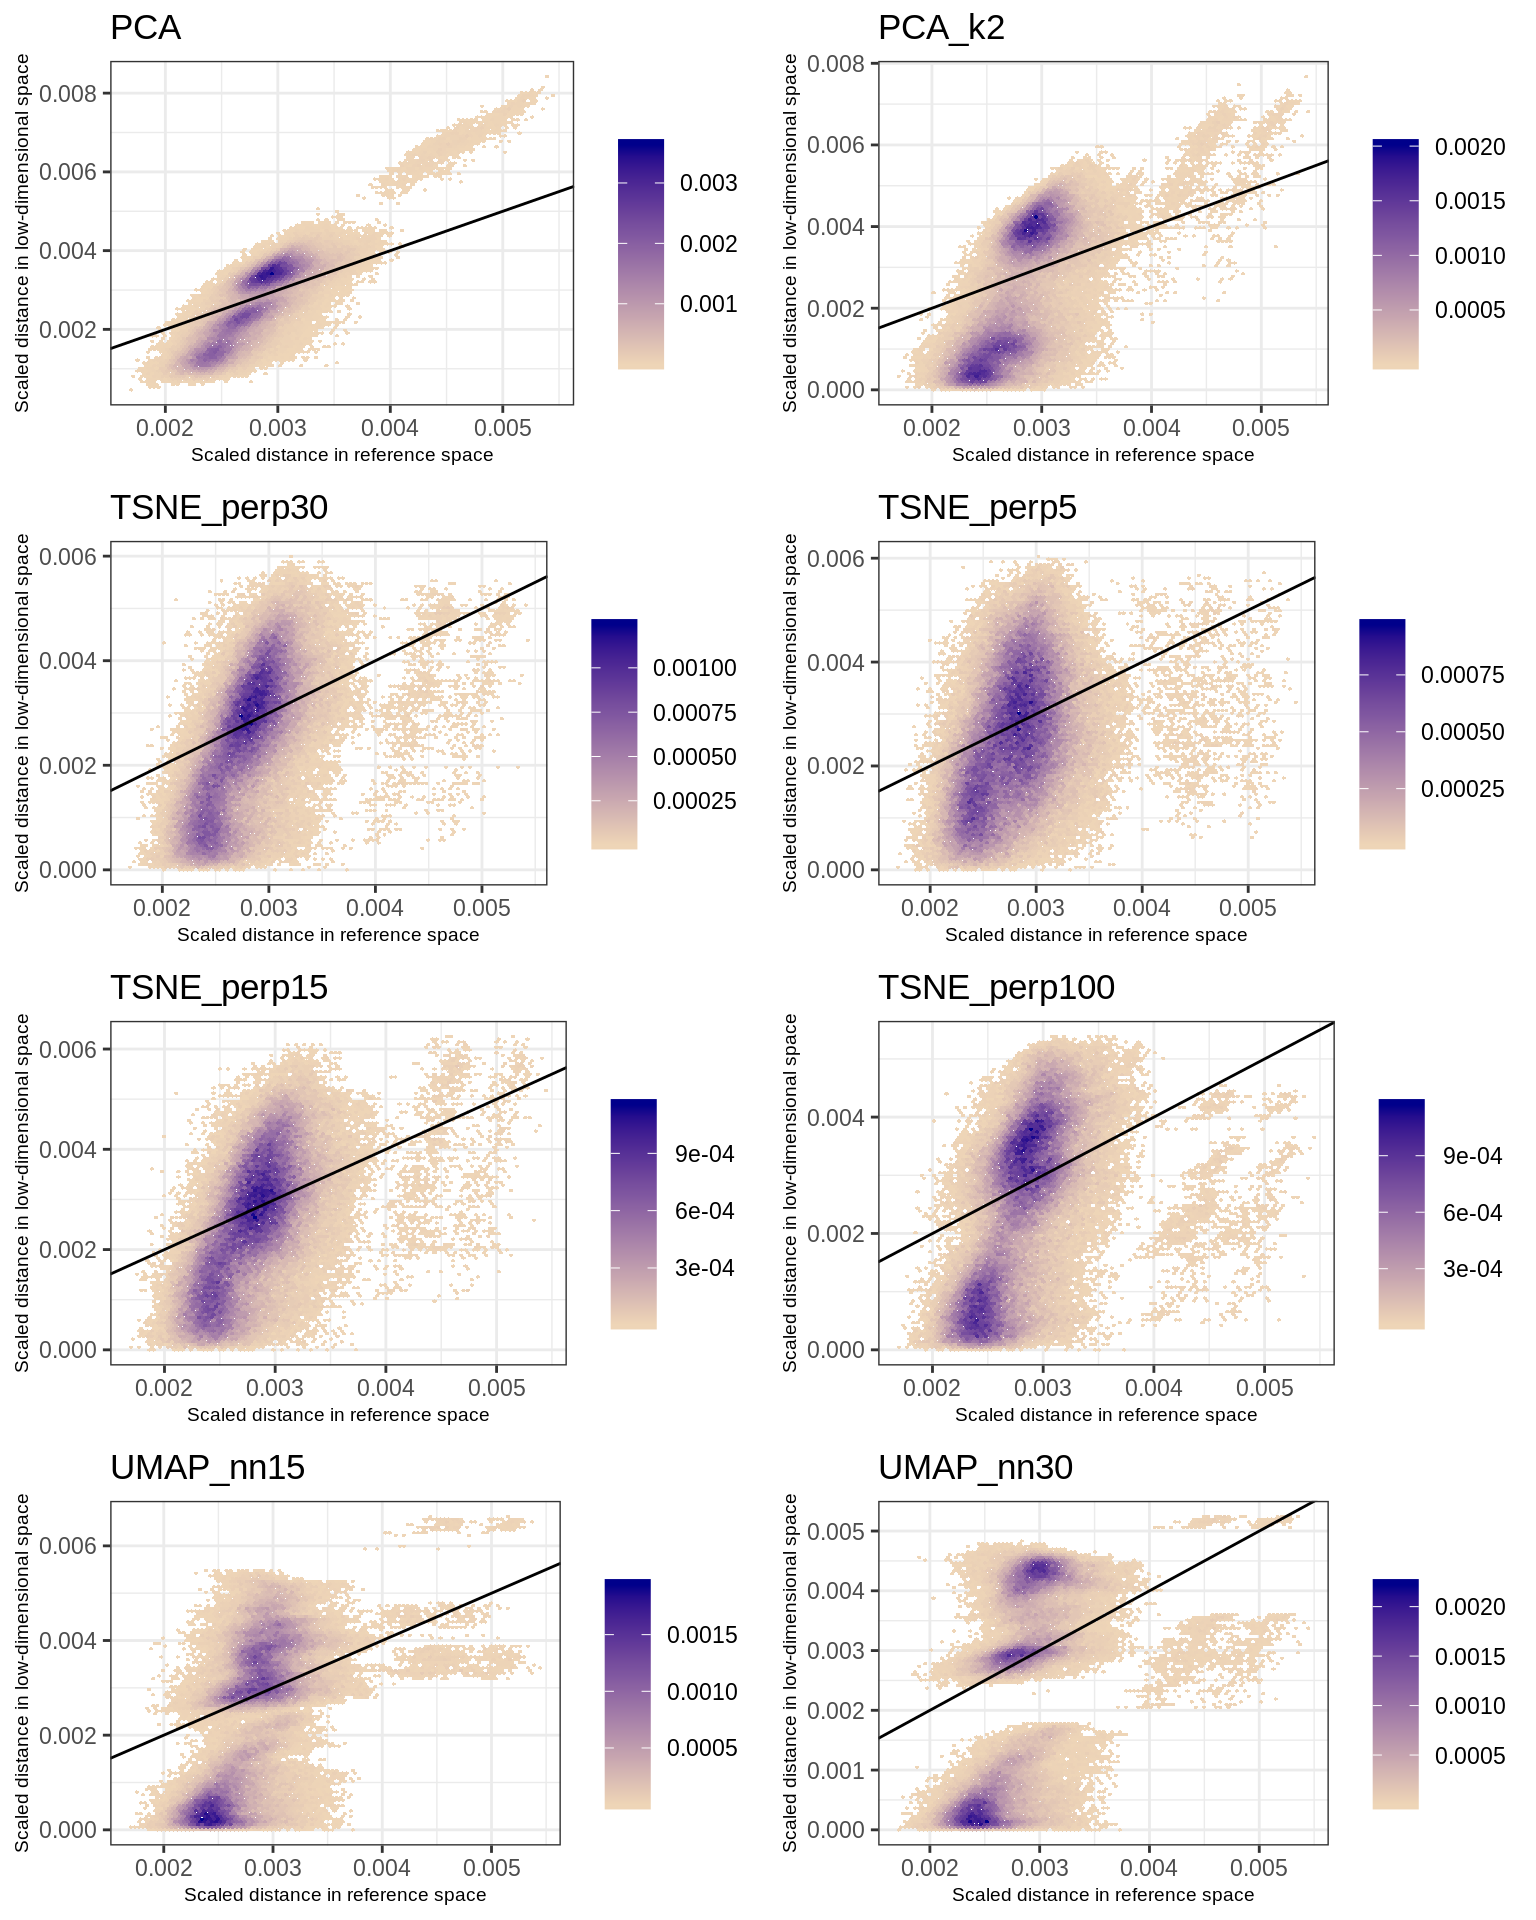 PCA
Scaled distance in low-dimensional space
0.008
0.006
0.004
0.002
0.002 0.003 0.004 0.005
Scaled distance in reference space
0.003
0.002
0.001
PCA_k2
Scaled distance in low-dimensional space
0.008
0.006
0.004
0.002
0.000
0.002 0.003 0.004 0.005
Scaled distance in reference space
0.0020
0.0015
0.0010
0.0005
TSNE_perp30
Scaled distance in low-dimensional space
0.006
0.004
0.002
0.000
0.002 0.003 0.004 0.005
Scaled distance in reference space
0.00100
0.00075
0.00050
0.00025
TSNE_perp5
Scaled distance in low-dimensional space
0.006
0.004
0.002
0.000
0.002 0.003 0.004 0.005
Scaled distance in reference space
0.00075
0.00050
0.00025
TSNE_perp15
Scaled distance in low-dimensional space
0.006
0.004
0.002
0.000
0.002 0.003 0.004 0.005
Scaled distance in reference space
9e-04
6e-04
3e-04
TSNE_perp100
Scaled distance in low-dimensional space
0.004
0.002
0.000
0.002 0.003 0.004 0.005
Scaled distance in reference space
9e-04
6e-04
3e-04
UMAP_nn15
Scaled distance in low-dimensional space
0.006
0.004
0.002
0.000
0.002 0.003 0.004 0.005
Scaled distance in reference space
0.0015
0.0010
0.0005
UMAP_nn30
Scaled distance in low-dimensional space
0.005
0.004
0.003
0.002
0.001
0.000
0.002 0.003 0.004 0.005
Scaled distance in reference space
0.0020
0.0015
0.0010
0.0005